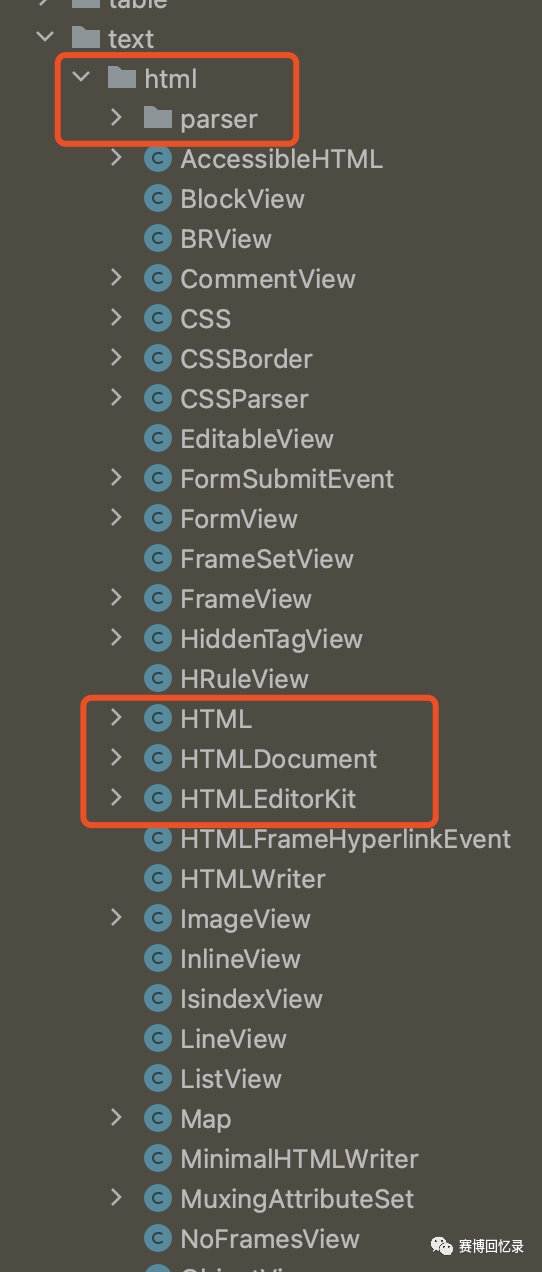 table
text
html
parser
AccessibleHTML
BlockView
BRView
CommentView
CSS
CSSBorder
CSSParser
EditableView
FormSubmitEvent
FormView
FrameSetView
FrameView
HiddenTagView
HRuleView
HTML
HTMLDocument
HTMLEditorKit
HTMLFrameHyperlinkEvent
HTMLWriter
ImageView
InlineView
IsindexView
LineView
ListView
Map
MinimalHTMLWriter
MuxingAttributeSet
NoFramesView
赛博回忆录